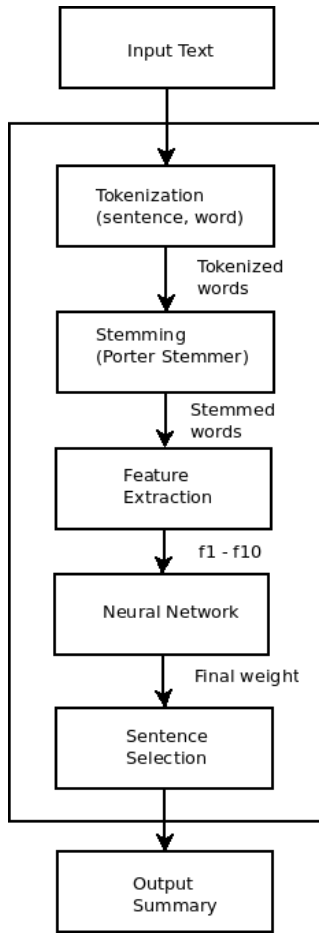 Input Text
Tokenization
(sentence, word)
Tokenized
words
Stemming
(Porter Stemmer)
Stemmed
words
Feature
Extraction
f1 - f10
Neural Network
Final weight
Sentence
Selection
Output
Summary